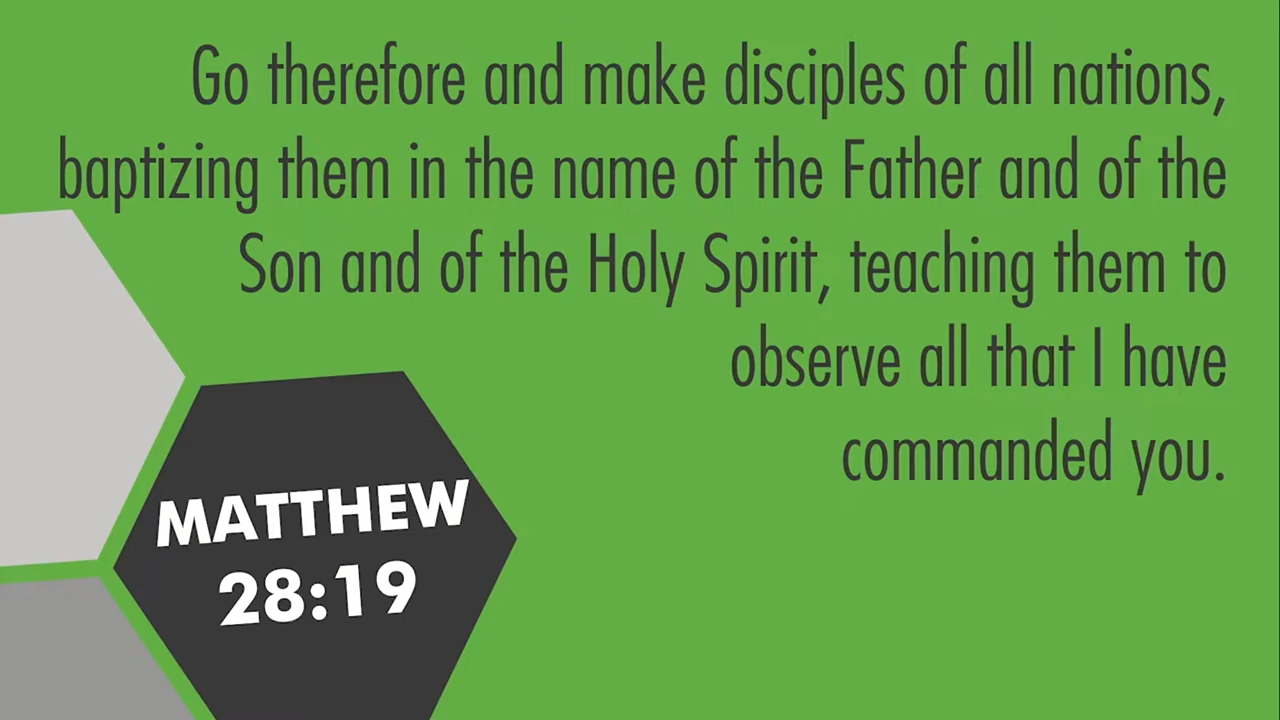 Go therefore and make disciples of all nations,
baptizing them in the name of the Father and of the
Son and of the Holy Spirit, teaching them to
observe all that I have
commanded you.
MATTHEW
28:19